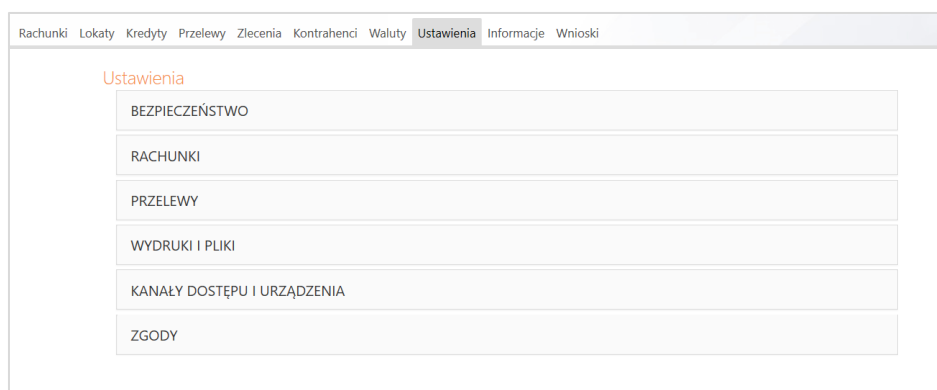 Rachunki Lokaty Kredyty Przelewy Zlecenia Kontrahenci Waluty Ustawienia Informacje Wnioski
Ustawienia
BEZPIECZEŃSTWO
RACHUNKI
PRZELEWY
WYDRUKI I PLIKI
KANAŁY DOSTĘPU I URZĄDZENIA
ZGODY